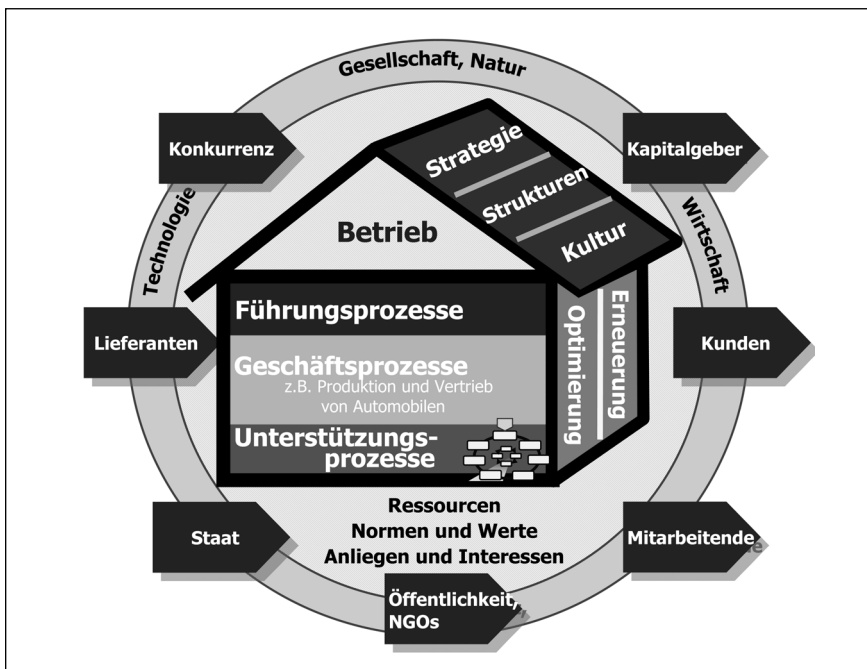 Gesellschaft, Natur
Konkurrenz
Kapitalgeber
Strategie
Strukturen
Kultur
Technologie
Wirtschaft
Betrieb
Führungsprozesse
Lieferanten
Kunden
Geschäftsprozesse
z.B. Produktion und Vertrieb
von Automobilen
Optimierung
Erneuerung
Unterstützungs-
prozesse
Ressourcen
Normen und Werte
Anliegen und Interessen
Staat
Mitarbeitende
Öffentlichkeit,
NGOs